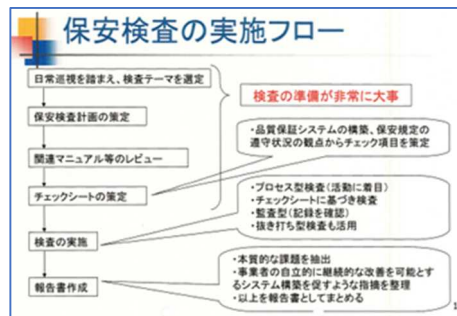 保安検査の実施フロー
日常巡視を踏まえ、検査テーマを選定
検査の準備が非常に大事
保安検査計画の策定
・品質保証システムの構築、保安規定の
遵守状況の観点からチェック項目を策定
関連マニュアル等のレビュー
チェックシートの策定
・プロセス型検査(活動に着目)
・チェックシートに基づき検査
・監査型(記録を確認)
・抜き打ち型検査も活用
検査の実施
・本質的な課題を抽出
・事業者の自立的に継続的な改善を可能とす
るシステム構築を促すような指摘を整理
・以上を報告書としてまとめる
報告書作成
1